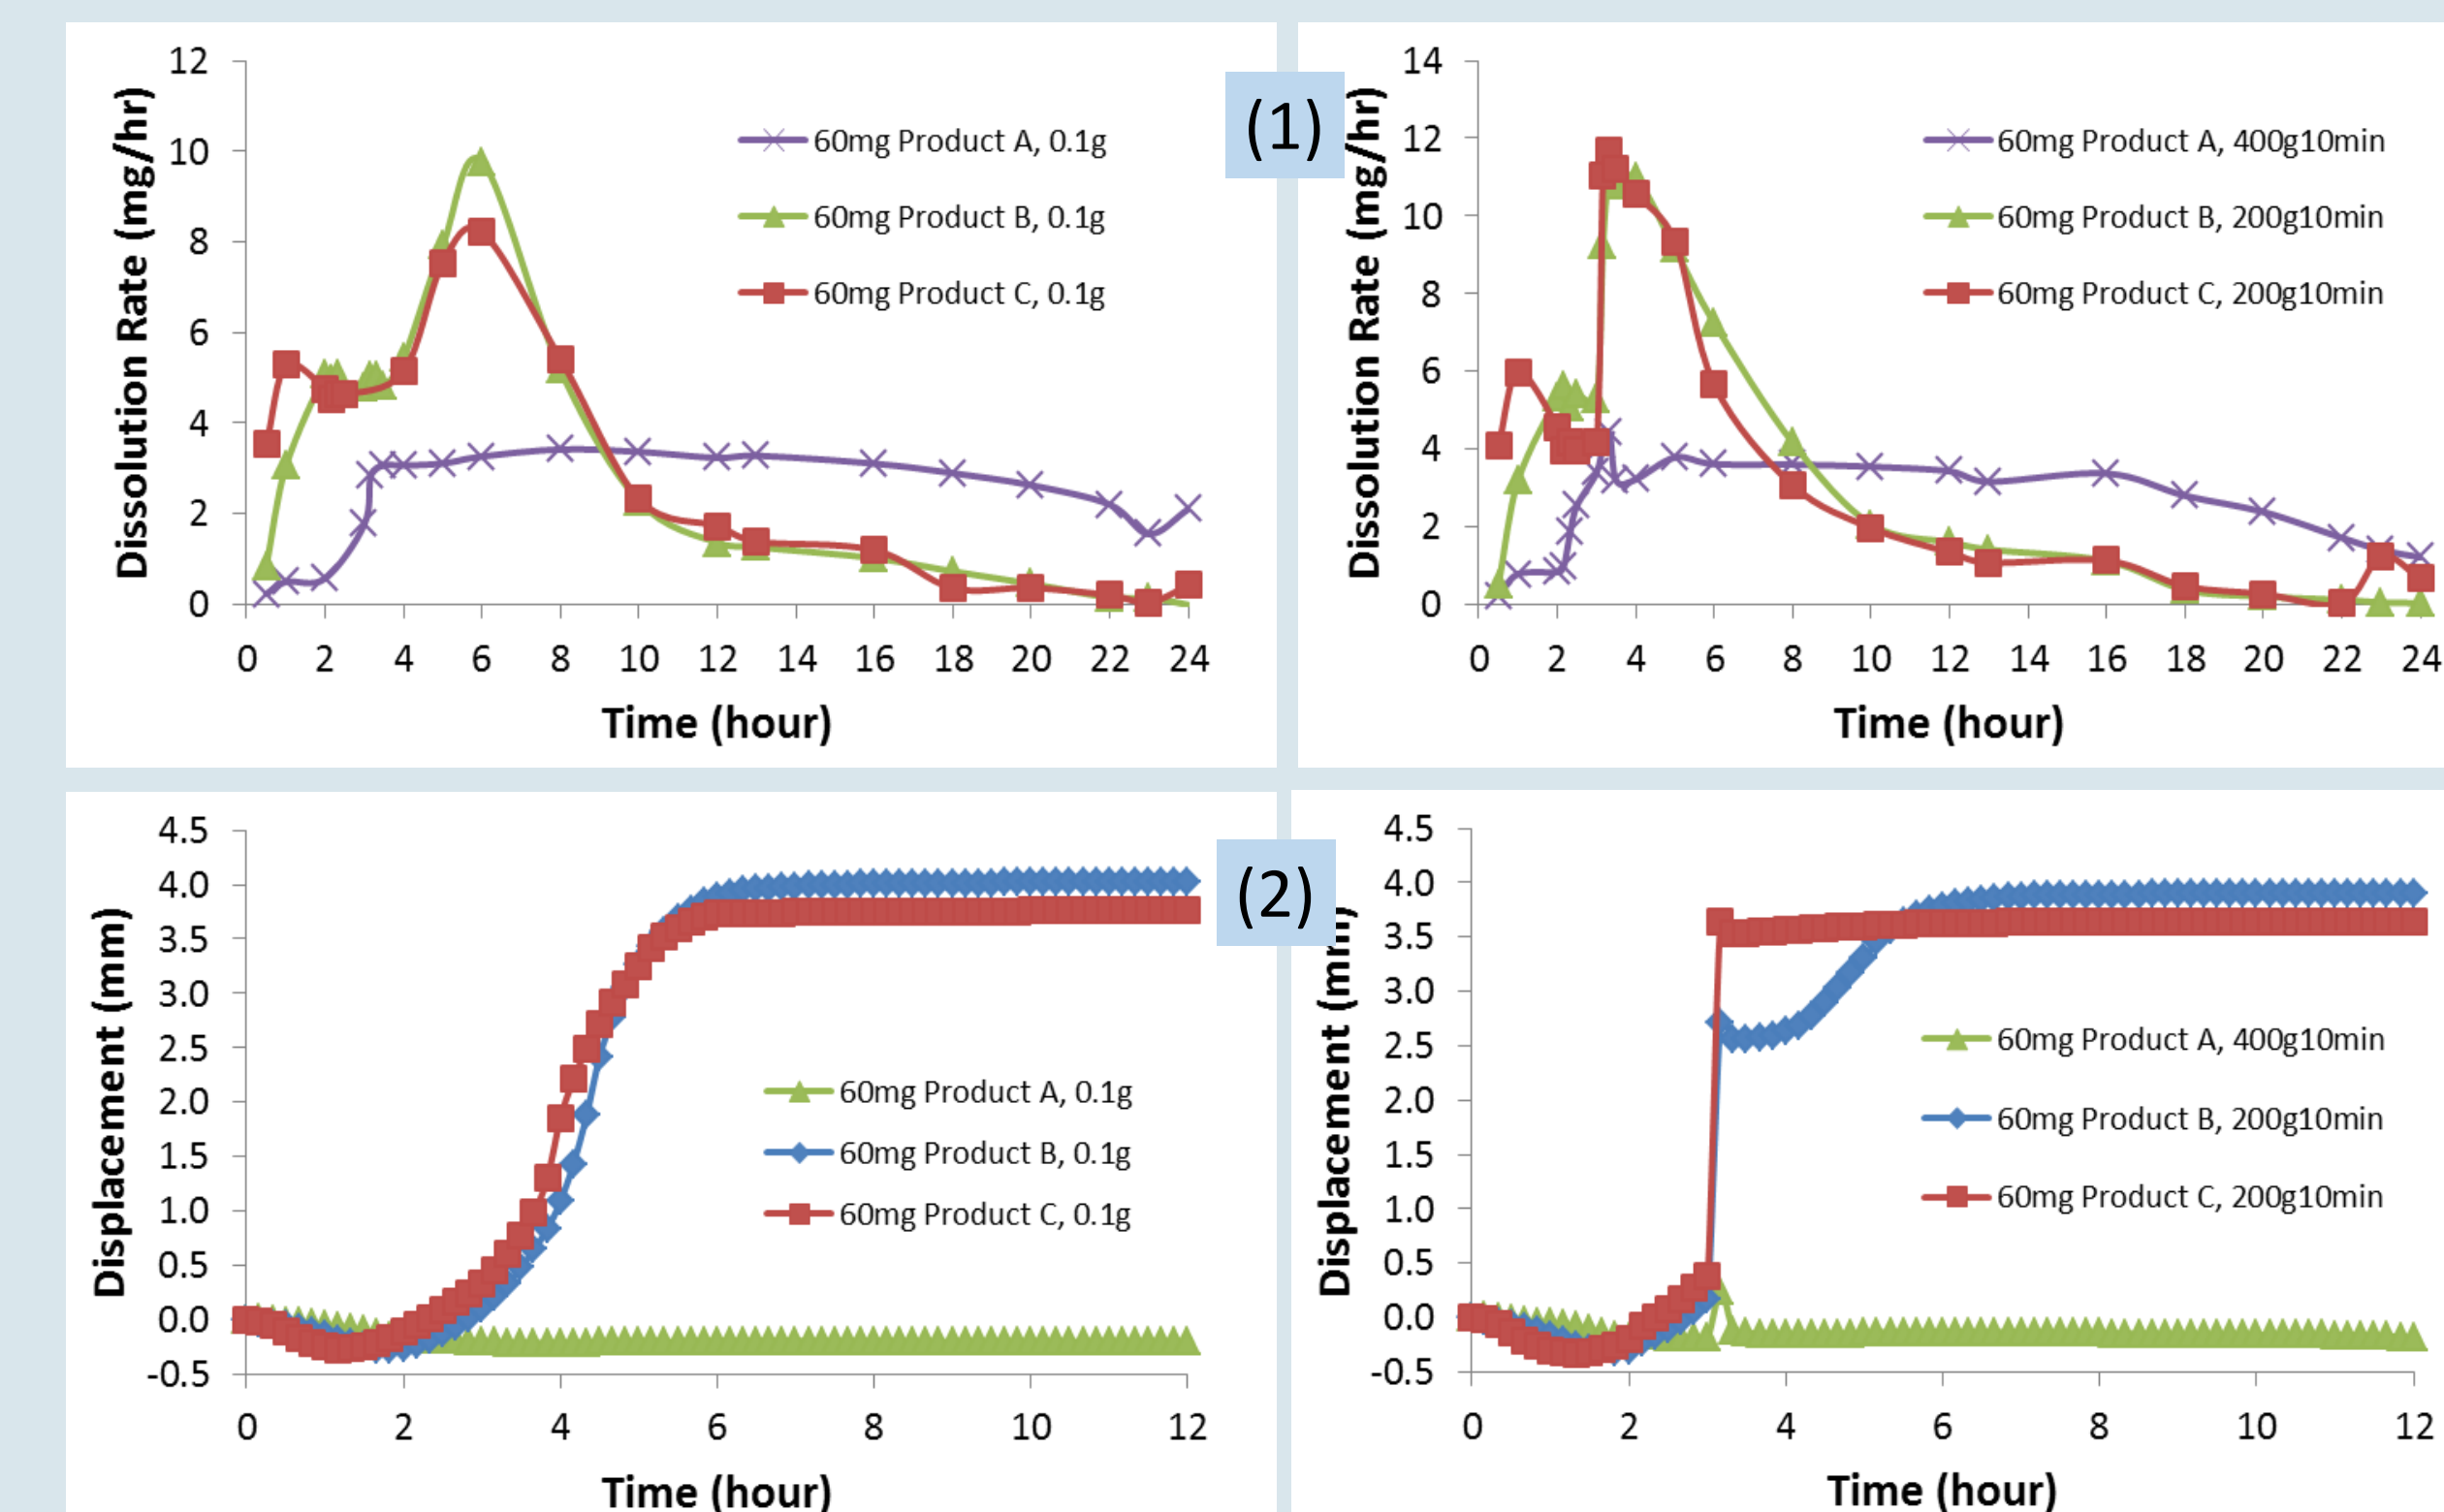 12
10
8
6
4
2
0
Dissolution Rate (mg/hr)
60mg Product A, 0.1g
60mg Product B, 0.1g
60mg Product C, 0.1g
0 2 4 6 8 10 12 14 16 18 20 22 24
Time (hour)
(1)
14
12
10
8
6
4
2
0
Dissolution Rate (mg/hr)
60mg Product A, 400g10min
60mg Product B, 200g10min
60mg Product C, 200g10min
0 2 4 6 8 10 12 14 16 18 20 22 24
Time (hour)
4.5
4.0
3.5
3.0
2.5
2.0
1.5
1.0
0.5
0.0
-0.5
Displacement (mm)
60mg Product A, 0.1g
60mg Product B, 0.1g
60mg Product C, 0.1g
0 2 4 6 8 10 12
Time (hour)
(2)
4.5
4.0
3.5
3.0
2.5
2.0
1.5
1.0
0.5
0.0
-0.5
Displacement (mm)
60mg Product A, 400g10min
60mg Product B, 200g10min
60mg Product C, 200g10min
0 2 4 6 8 10 12
Time (hour)